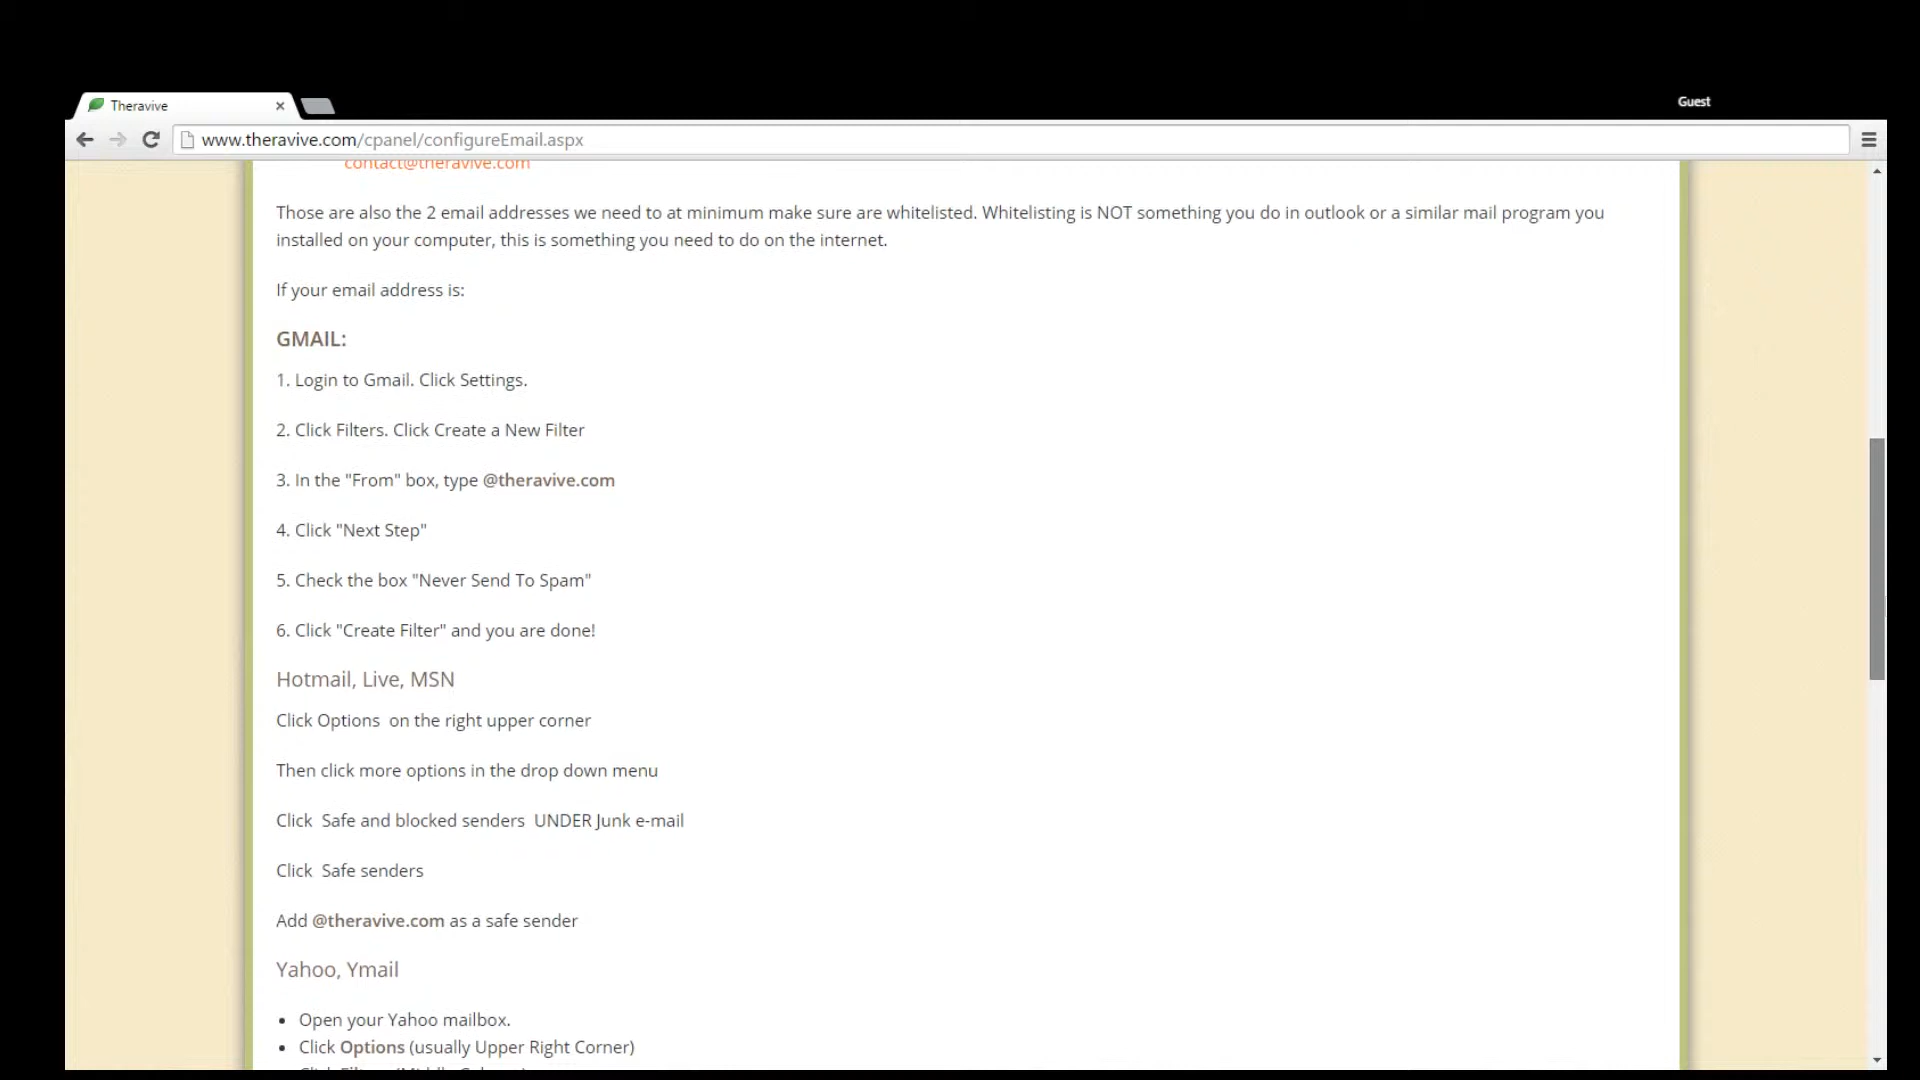 Theravive
Guest
www.theravive.com/cpanel/configureEmail.aspx
contact@theravive.com
Those are also the 2 email addresses we need to at minimum make sure are whitelisted. Whitelisting is NOT something you do in outlook or a similar mail program you
installed on your computer, this is something you need to do on the internet.
If your email address is:
GMAIL:
1. Login to Gmail. Click Settings.
2. Click Filters. Click Create a New Filter
3. In the "From" box, type @theravive.com
4. Click "Next Step"
5. Check the box "Never Send To Spam"
6. Click "Create Filter" and you are done!
Hotmail, Live, MSN
Click Options  on the right upper corner
Then click more options in the drop down menu
Click  Safe and blocked senders  UNDER Junk e-mail
Click  Safe senders
Add @theravive.com as a safe sender
Yahoo, Ymail
• Open your Yahoo mailbox.
• Click Options (usually Upper Right Corner)